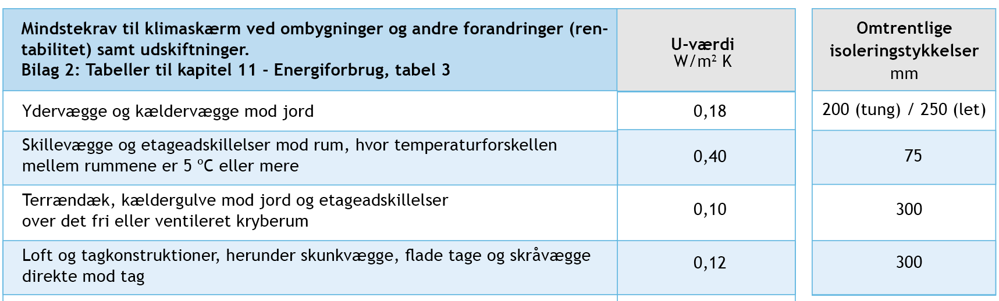 Mindstekrav til klimaskærm ved ombygninger og andre forandringer (ren-
tabilitet) samt udskiftninger.
Bilag 2: Tabeller til kapitel 11 - Energiforbrug, tabel 3
U-værdi
W/m² K
Omtrentlige
isoleringstykkelser
mm
Ydervægge og kældervægge mod jord
0,18
200 (tung) / 250 (let)
Skillevægge og etageadskillelser mod rum, hvor temperaturforskellen
mellem rummene er 5 °C eller mere
0,40
75
Terrændæk, kældergulve mod jord og etageadskillelser
over det fri eller ventileret kryberum
0,10
300
Loft og tagkonstruktioner, herunder skunkvægge, flade tage og skråvægge
direkte mod tag
0,12
300